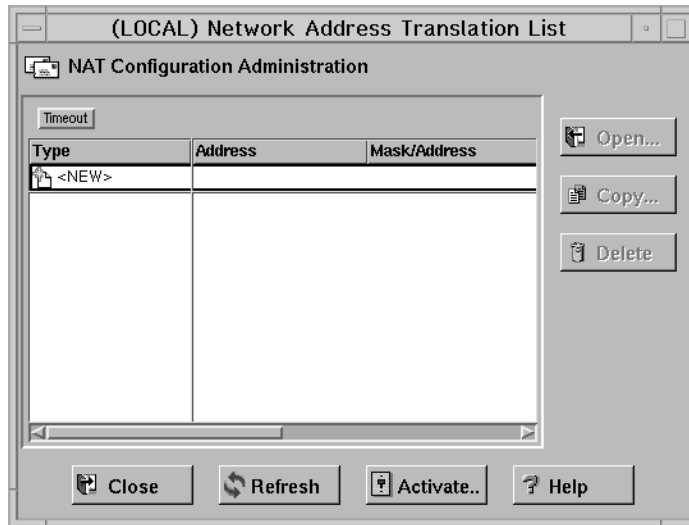 (LOCAL) Network Address Translation List
NAT Configuration Administration
Timeout
Type Address Mask/Address
<NEW>
Open...
Copy...
Delete
Close Refresh Activate.. Help